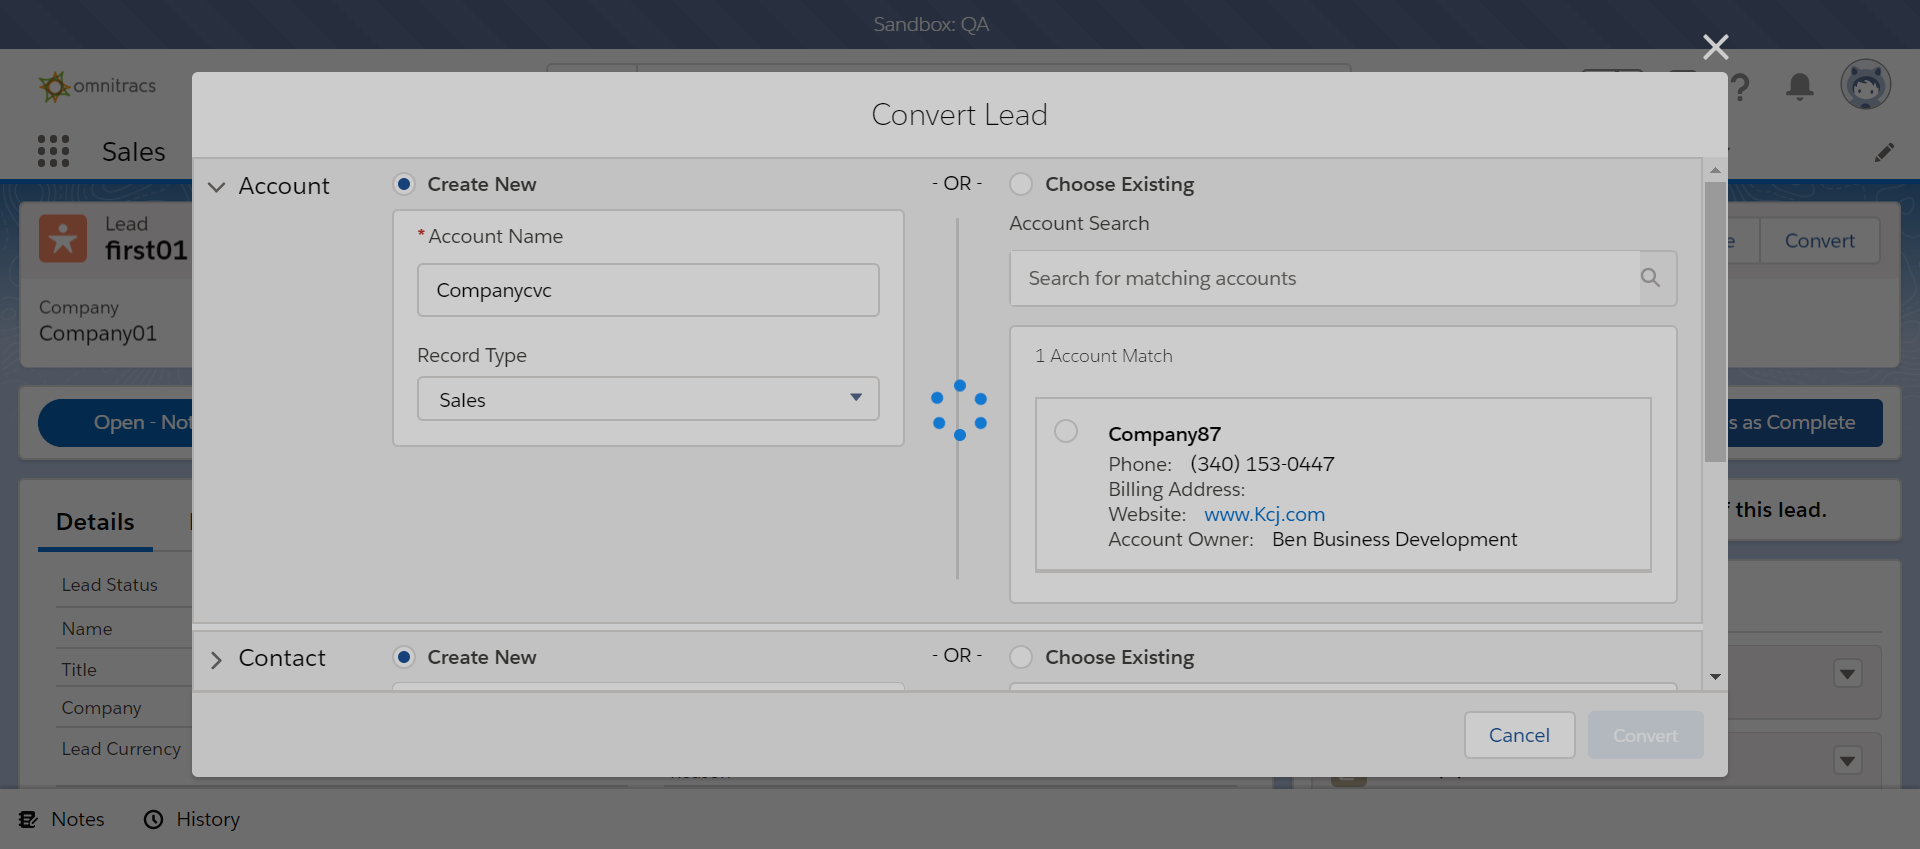 Sandbox: QA
omnitracs
Sales
Convert Lead
Account
Create New
- OR -
Choose Existing
*Account Name
Companycvc
Record Type
Sales
Account Search
Search for matching accounts
1 Account Match
Company87
Phone: (340) 153-0447
Billing Address:
Website: www.Kcj.com
Account Owner: Ben Business Development
Contact
Create New
- OR -
Choose Existing
Cancel
Convert
Lead
first01
Convert
Company
Company01
Open - Not
s as Complete
Details
this lead.
Lead Status
Name
Title
Company
Lead Currency
Notes
History